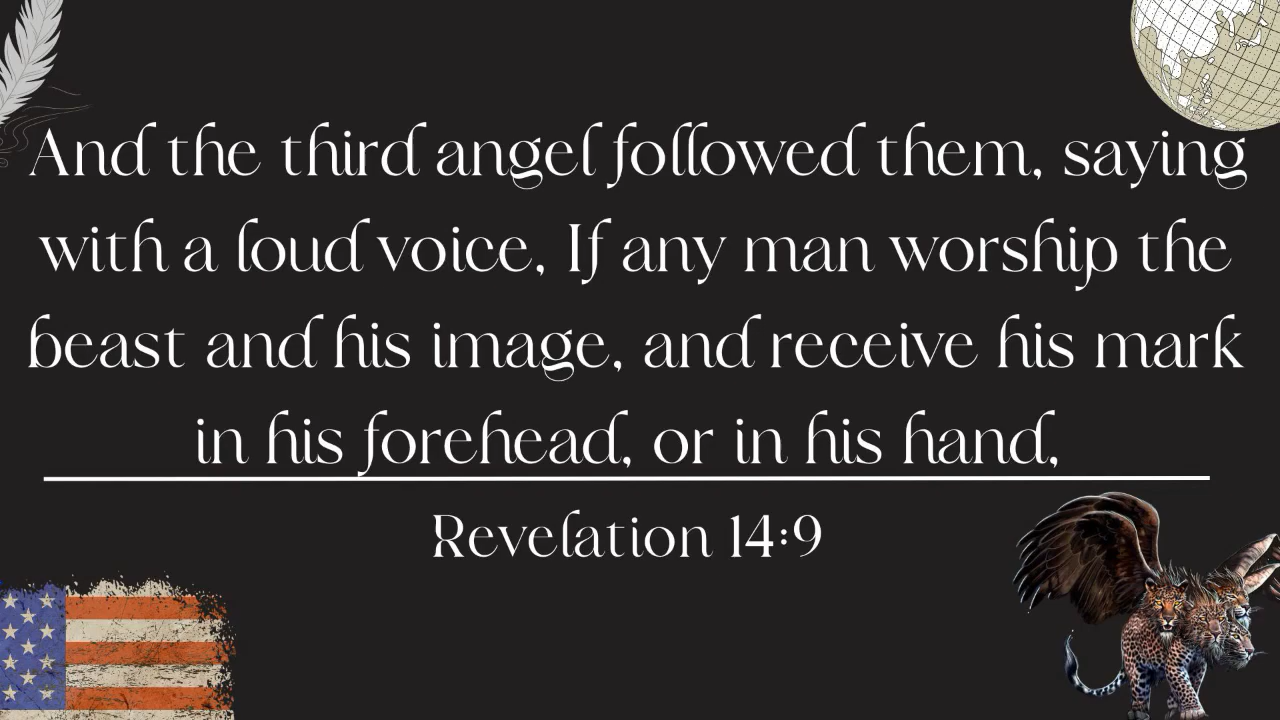 And the third angel followed them, saying
with a loud voice, If any man worship the
beast and his image, and receive his mark
in his forehead, or in his hand,
Revelation 14:9